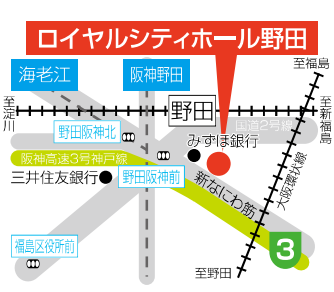 ロイヤルシティホール野田
至福島
海老江
阪神野田
至淀川
野田
至新福島
国道2号線
野田阪神北
みずほ銀行
阪神高速3号神戸線
大阪環状線
三井住友銀行
野田阪神前
新なにわ筋
福島区役所前
3
至野田